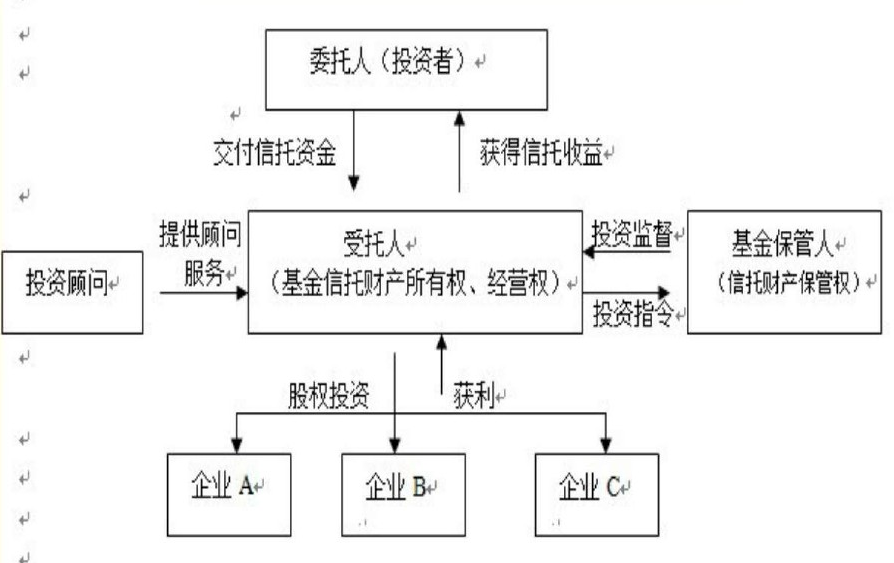 委托人（投资者）
交付信托资金
获得信托收益
提供顾问
服务
投资顾问
受托人
（基金信托财产所有权、经营权）
投资监督
投资指令
基金保管人
（信托财产保管权）
股权投资
获利
企业 A
企业 B
企业 C